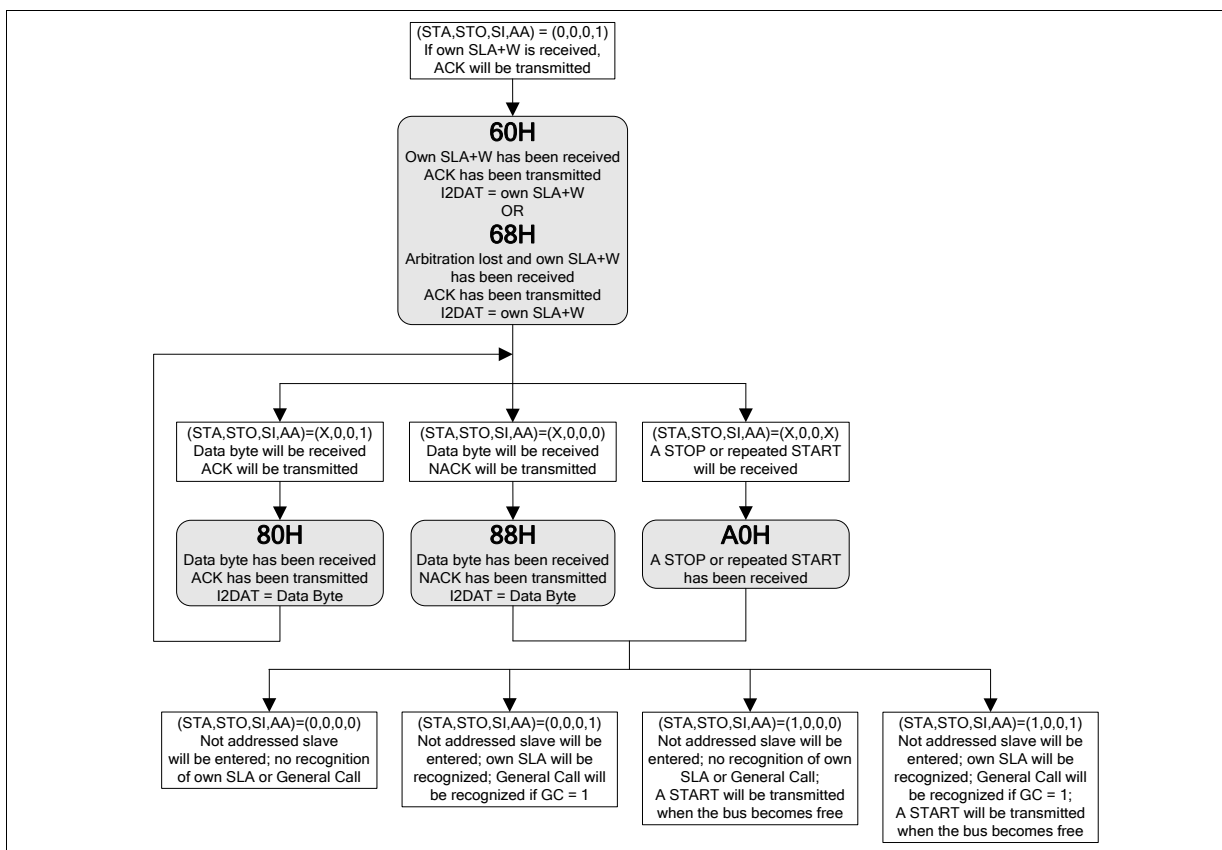 (STA,STO,SI,AA) = (0,0,0,1)
If own SLA+W is received,
ACK will be transmitted
60H
Own SLA+W has been received
ACK has been transmitted
I2DAT = own SLA+W
OR
68H
Arbitration lost and own SLA+W
has been received
ACK has been transmitted
I2DAT = own SLA+W
(STA,STO,SI,AA)=(X,0,0,1)
Data byte will be received
ACK will be transmitted
(STA,STO,SI,AA)=(X,0,0,0)
Data byte will be received
NACK will be transmitted
(STA,STO,SI,AA)=(X,0,0,X)
A STOP or repeated START
will be received
80H
Data byte has been received
ACK has been transmitted
I2DAT = Data Byte
88H
Data byte has been received
NACK has been transmitted
I2DAT = Data Byte
A0H
A STOP or repeated START
has been received
(STA,STO,SI,AA)=(0,0,0,0)
Not addressed slave
will be entered; no recognition
of own SLA or General Call
(STA,STO,SI,AA)=(0,0,0,1)
Not addressed slave will be
entered; own SLA will be
recognized; General Call will
be recognized if GC = 1
(STA,STO,SI,AA)=(1,0,0,0)
Not addressed slave will be
entered; no recognition of own
SLA or General Call;
A START will be transmitted
when the bus becomes free
(STA,STO,SI,AA)=(1,0,0,1)
Not addressed slave will be
entered; own SLA will be
recognized; General Call will
be recognized if GC = 1;
A START will be transmitted
when the bus becomes free